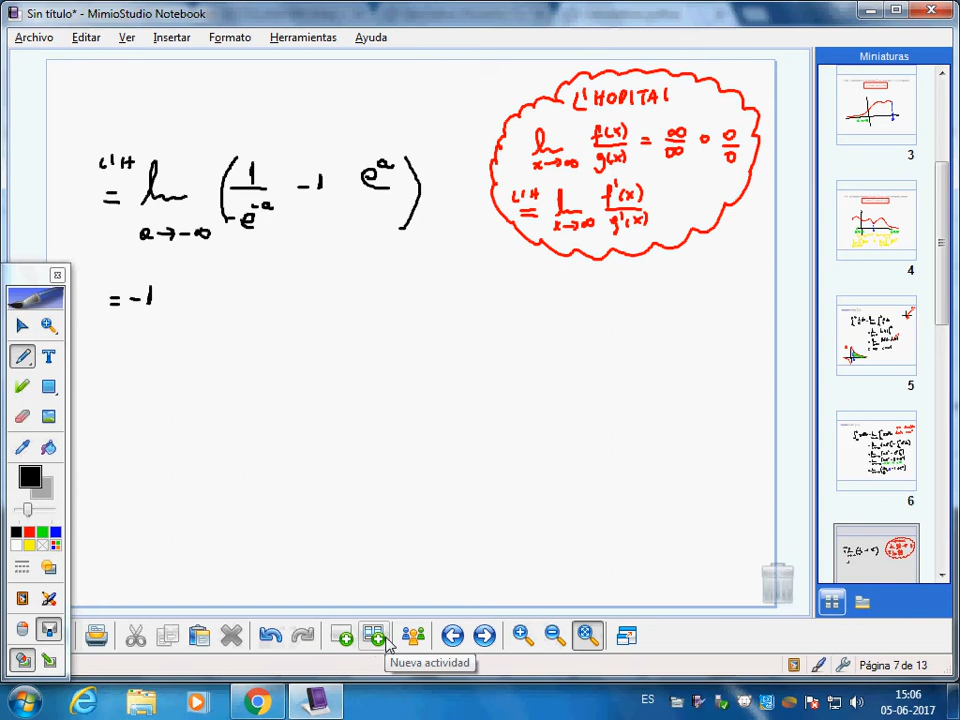 Sin título* - MimioStudio Notebook
Archivo Editar Ver Insertar Formato Herramientas Ayuda
Miniaturas
L'HOPITAL
lim x→∞ f(x)/g(x) = ∞/∞ o 0/0
L'H = lim x→∞ f'(x)/g'(x)
L'H = lim a→-∞ (1/-e^-a -1 e^a)
= -1
3
4
5
6
Nueva actividad
Página 7 de 13
ES
15:06
05-06-2017